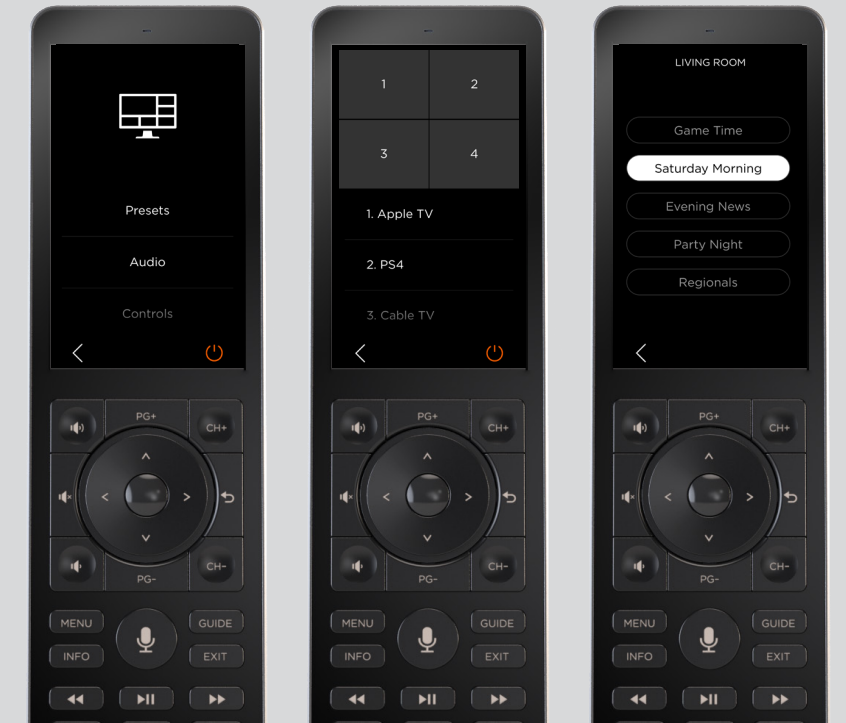 Presets
Audio
Controls
PG+
CH+
PG-
CH-
MENU
GUIDE
INFO
EXIT
1
2
3
4
1. Apple TV
2. PS4
3. Cable TV
PG+
CH+
PG-
CH-
MENU
GUIDE
INFO
EXIT
LIVING ROOM
Game Time
Saturday Morning
Evening News
Party Night
Regionals
PG+
CH+
PG-
CH-
MENU
GUIDE
INFO
EXIT